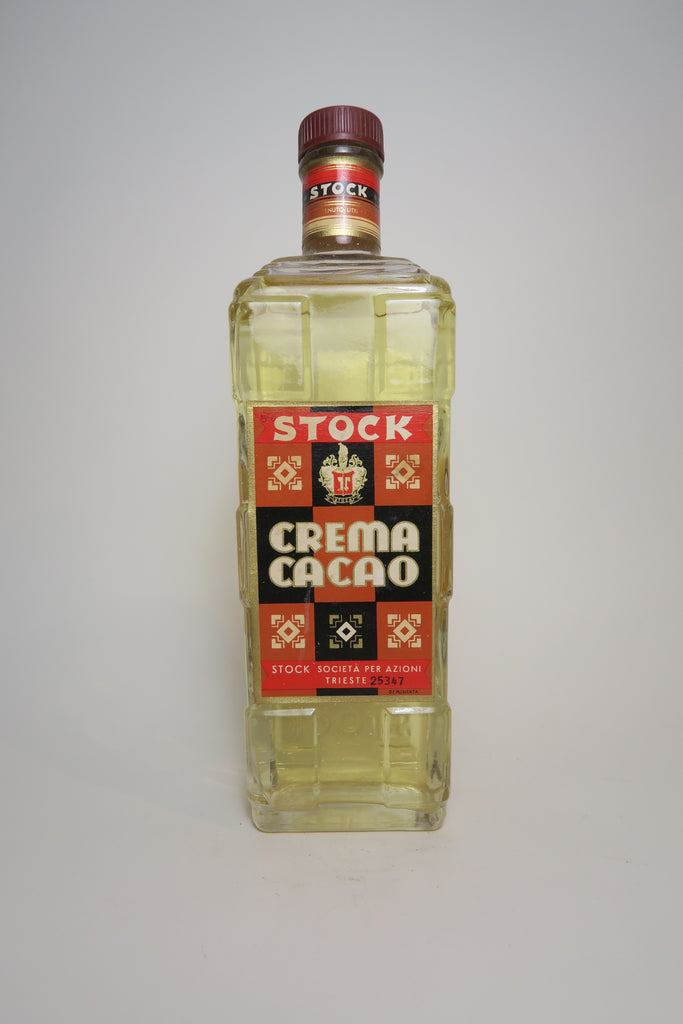 STOCK
STOCK
CREMA
CACAO
STOCK SOCIETÀ PER AZIONI
TRIESTE 25347